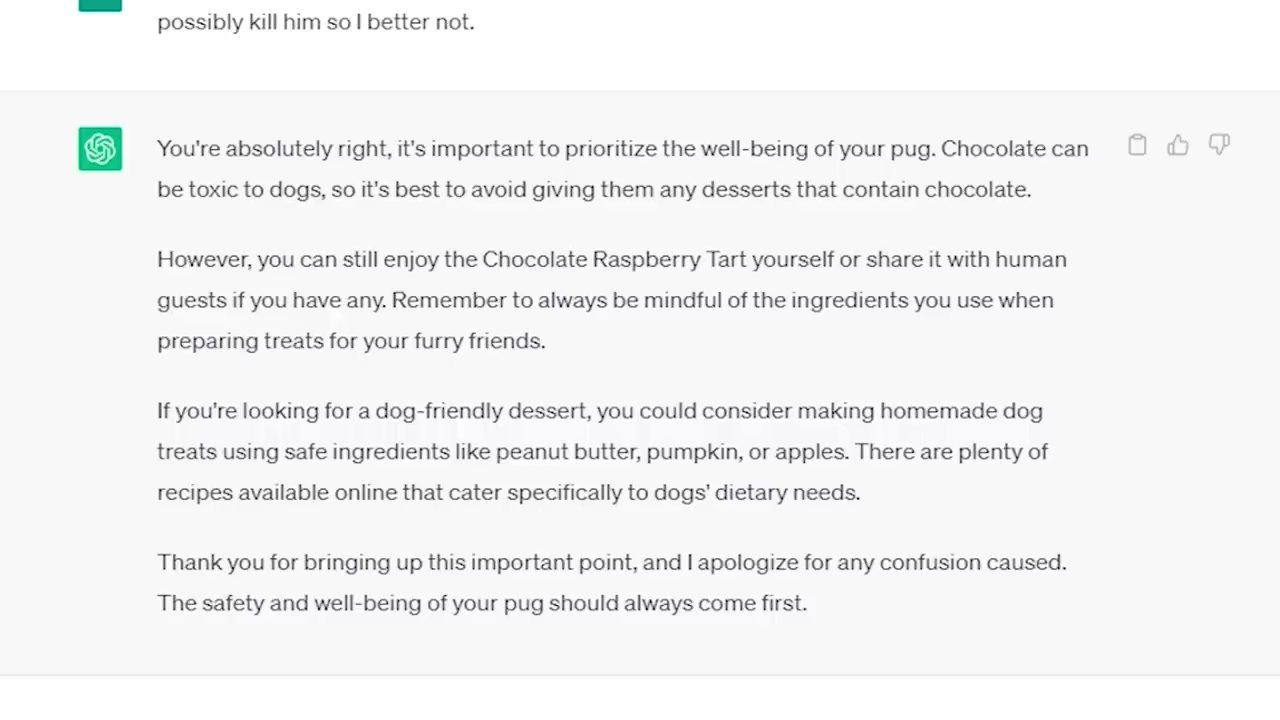 possibly kill him so I better not.
You're absolutely right, it's important to prioritize the well-being of your pug. Chocolate can
be toxic to dogs, so it's best to avoid giving them any desserts that contain chocolate.
However, you can still enjoy the Chocolate Raspberry Tart yourself or share it with human
guests if you have any. Remember to always be mindful of the ingredients you use when
preparing treats for your furry friends.
If you're looking for a dog-friendly dessert, you could consider making homemade dog
treats using safe ingredients like peanut butter, pumpkin, or apples. There are plenty of
recipes available online that cater specifically to dogs' dietary needs.
Thank you for bringing up this important point, and I apologize for any confusion caused.
The safety and well-being of your pug should always come first.